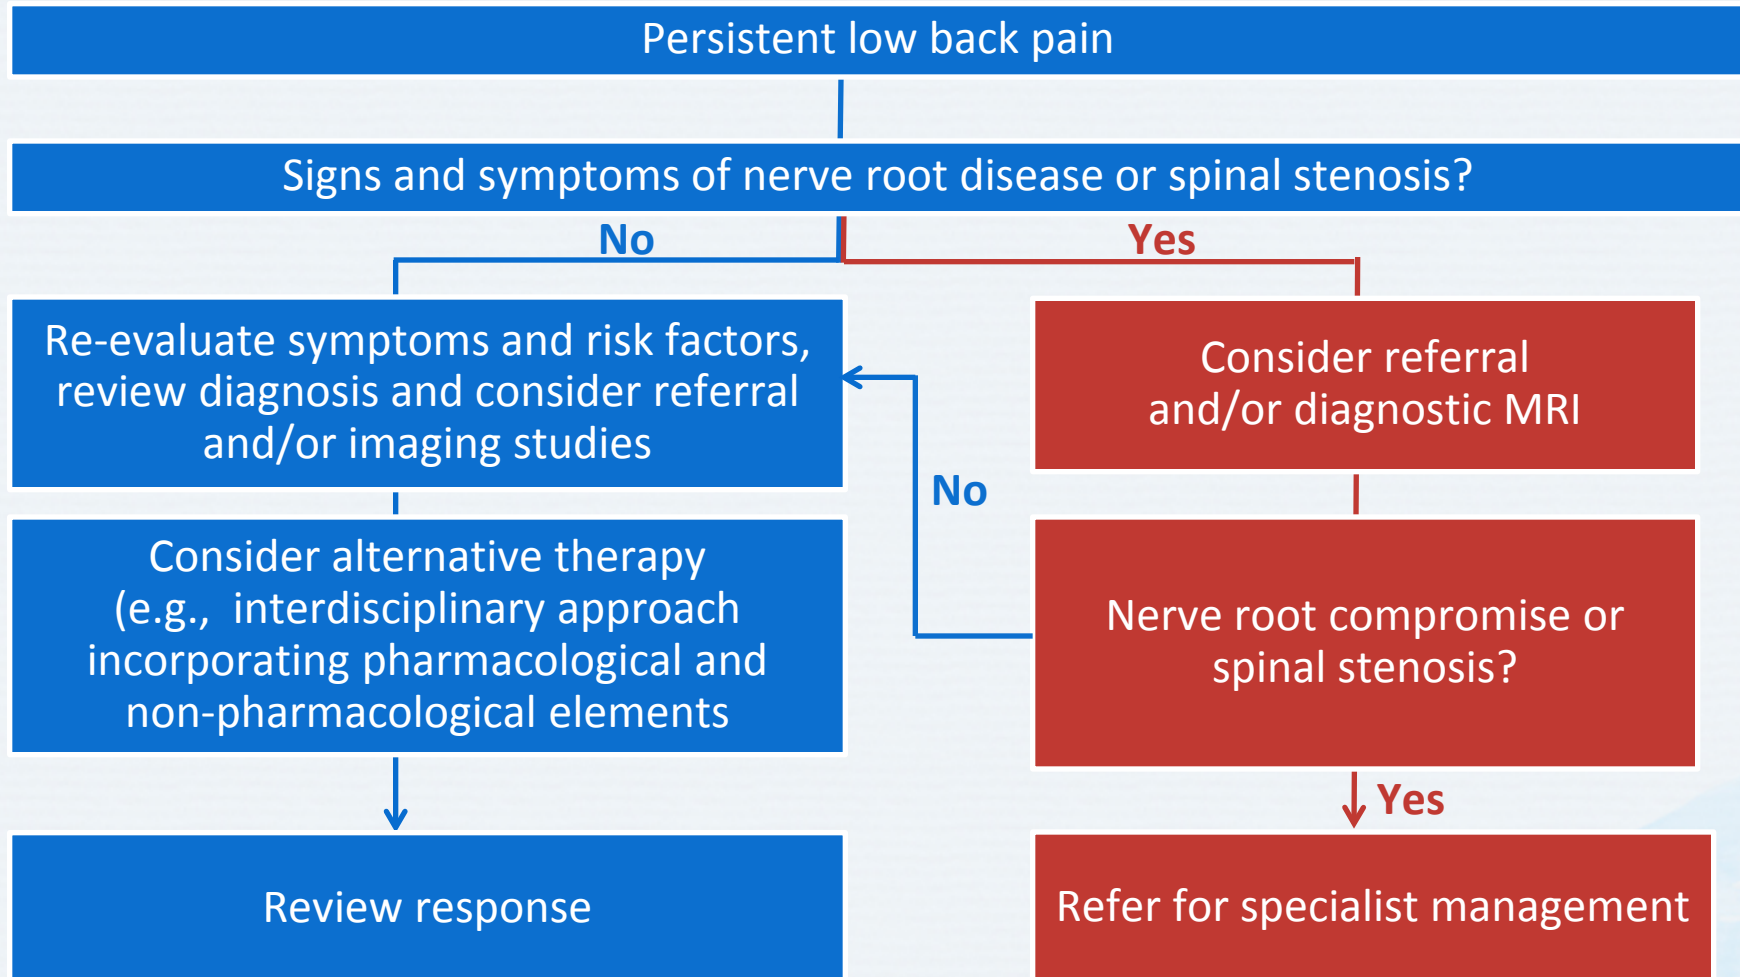 Persistent low back pain
Signs and symptoms of nerve root disease or spinal stenosis?
No
Yes
Re-evaluate symptoms and risk factors,
review diagnosis and consider referral
and/or imaging studies
Consider referral
and/or diagnostic MRI
No
Consider alternative therapy
(e.g.,  interdisciplinary approach
incorporating pharmacological and
non-pharmacological elements
Nerve root compromise or
spinal stenosis?
Yes
Review response
Refer for specialist management